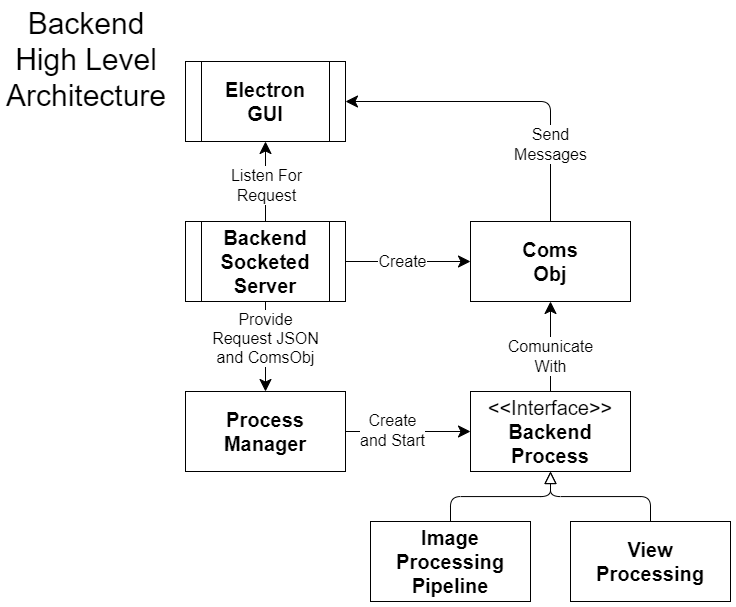 Backend
High Level
Architecture
Electron
GUI
Send
Messages
Listen For
Request
Backend
Socketed
Server
Create
Coms
Obj
Provide
Request JSON
and ComsObj
Comunicate
With
Process
Manager
Create
and Start
<<Interface>>
Backend
Process
Image
Processing
Pipeline
View
Processing